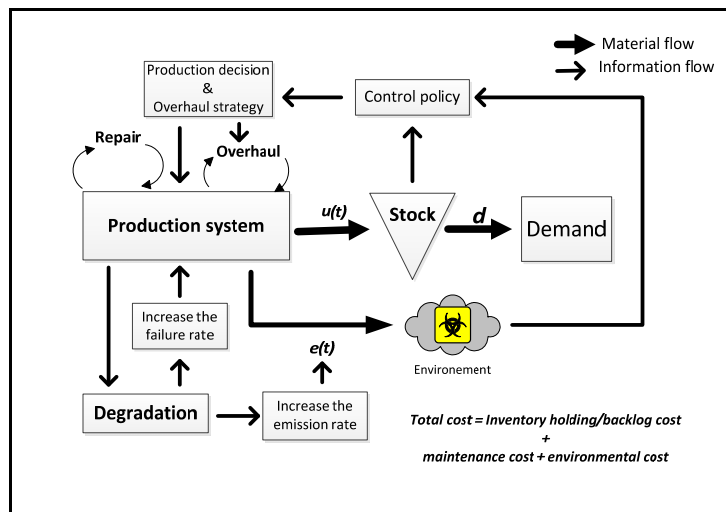 Material flow
Information flow
Production decision
&
Overhaul strategy
Control policy
Repair
Overhaul
Production system
u(t)
Stock
d
Demand
Increase the
failure rate
e(t)
Environement
Degradation
Increase the
emission rate
Total cost = Inventory holding/backlog cost
+
maintenance cost + environmental cost